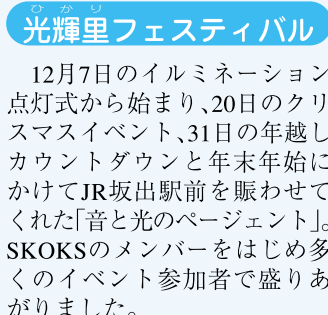 ひかり
光輝里フェスティバル
　12月7日のイルミネーション
点灯式から始まり、20日のクリ
スマスイベント、31日の年越し
カウントダウンと年末年始に
かけてJR坂出駅前を賑わせて
くれた「音と光のページェント」。
SKOKSのメンバーをはじめ多
くのイベント参加者で盛りあ
がりました。